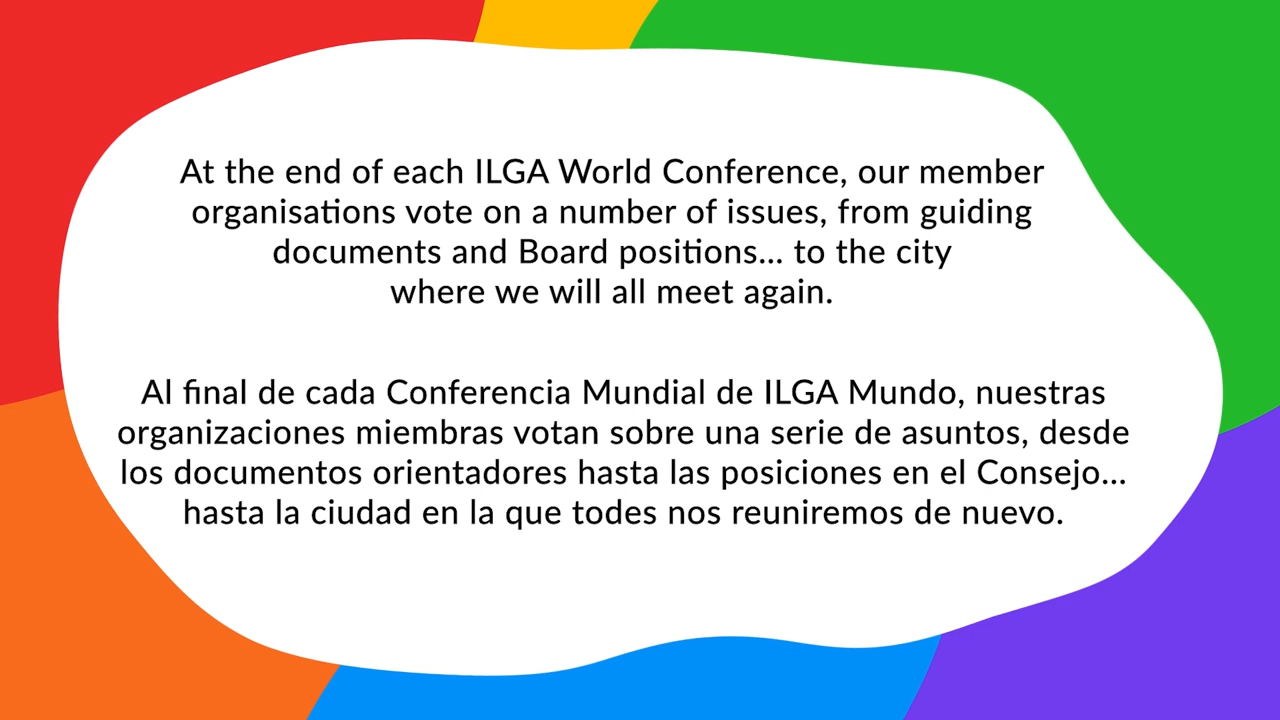 At the end of each ILGA World Conference, our member
organisations vote on a number of issues, from guiding
documents and Board positions... to the city
where we will all meet again.
Al final de cada Conferencia Mundial de ILGA Mundo, nuestras
organizaciones miembras votan sobre una serie de asuntos, desde
los documentos orientadores hasta las posiciones en el Consejo...
hasta la ciudad en la que todes nos reuniremos de nuevo.